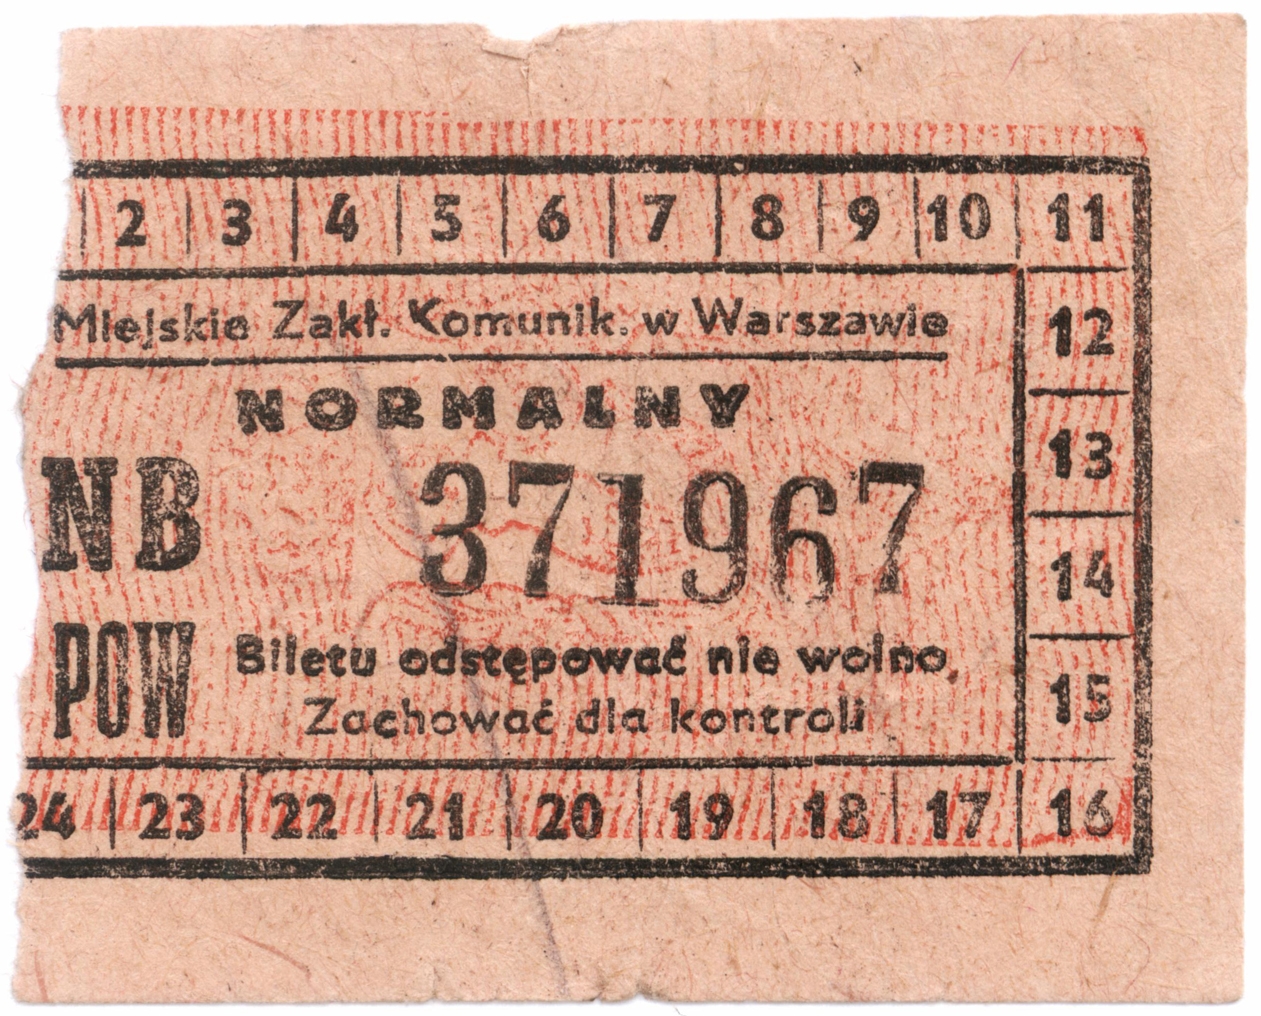 2 3 4 5 6 7 8 9 10 11
Miejskie Zakł. Komunik. w Warszawie
12
NORMALNY
13
NB 371967
14
POW Biletu odstępować nie wolno.
Zachować dla kontroli
15
24 23 22 21 20 19 18 17 16